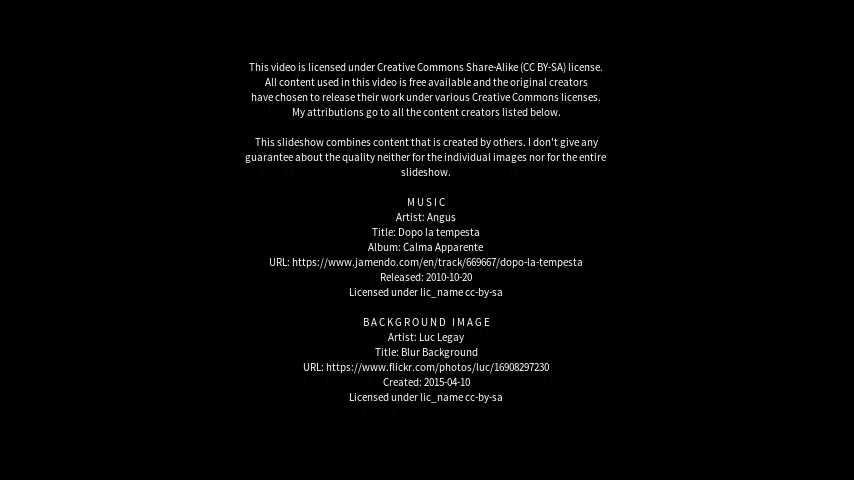 This video is licensed under Creative Commons Share-Alike (CC BY-SA) license.
All content used in this video is free available and the original creators
have chosen to release their work under various Creative Commons licenses.
My attributions go to all the content creators listed below.
This slideshow combines content that is created by others. I don't give any
guarantee about the quality neither for the individual images nor for the entire
slideshow.
M U S I C
Artist: Angus
Title: Dopo la tempesta
Album: Calma Apparente
URL: https://www.jamendo.com/en/track/669667/dopo-la-tempesta
Released: 2010-10-20
Licensed under lic_name cc-by-sa
B A C K G R O U N D   I M A G E
Artist: Luc Legay
Title: Blur Background
URL: https://www.flickr.com/photos/luc/16908297230
Created: 2015-04-10
Licensed under lic_name cc-by-sa